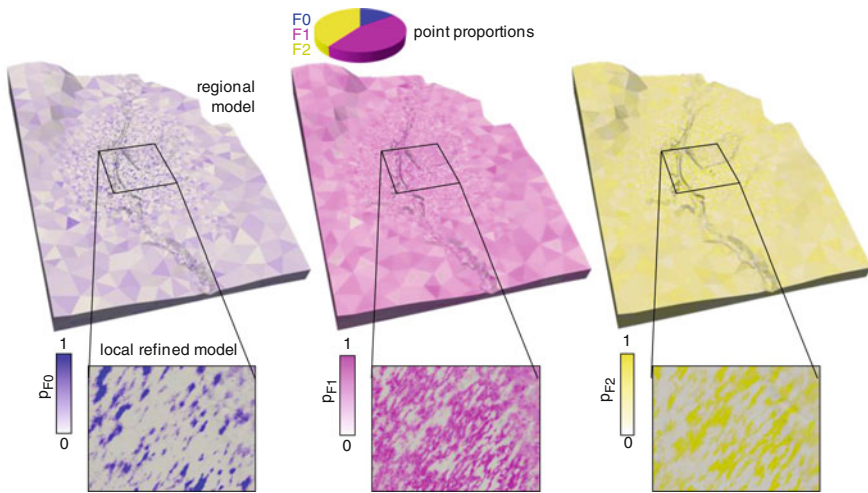 F0
F1
F2
point proportions
regional
model
local refined model
1
pF0
0
1
pF1
0
1
pF2
0